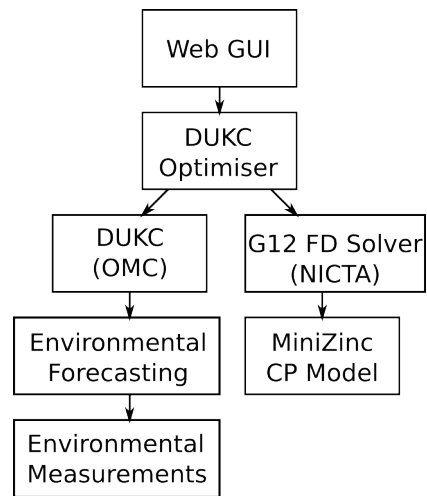 Web GUI
DUKC
Optimiser
DUKC
(OMC)
G12 FD Solver
(NICTA)
Environmental
Forecasting
MiniZinc
CP Model
Environmental
Measurements